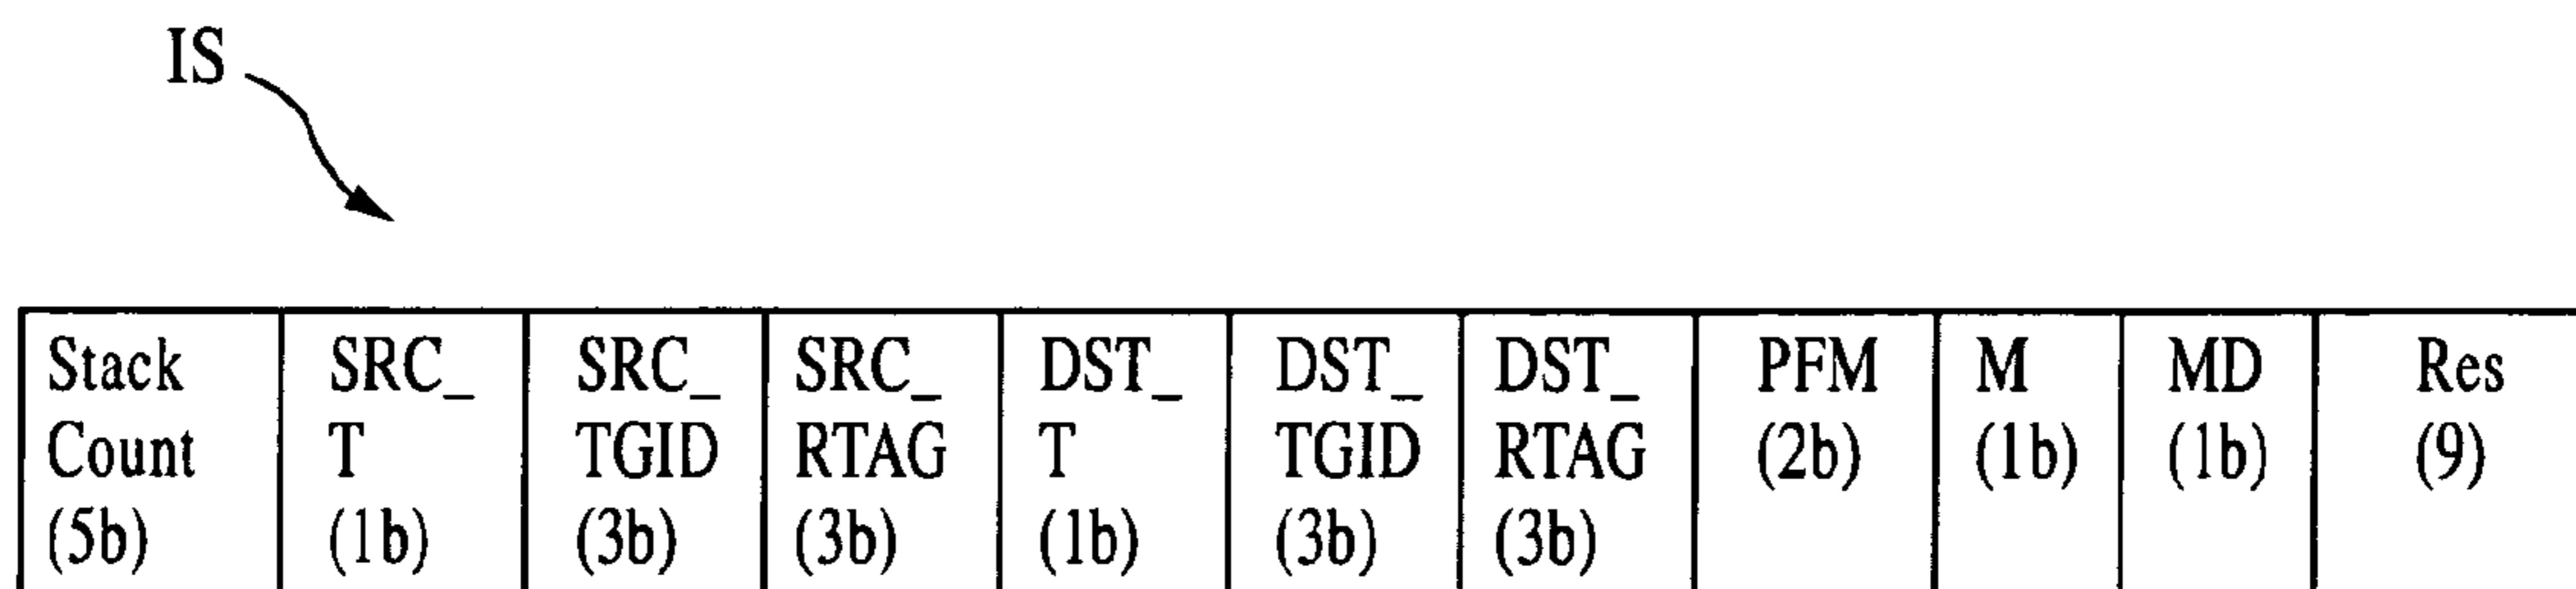 IS
Stack Count (5b)
SRC_ T (1b)
SRC_ TGID (3b)
SRC_ RTAG (3b)
DST_ T (1b)
DST_ TGID (3b)
DST_ RTAG (3b)
PFM (2b)
M (1b)
MD (1b)
Res (9)